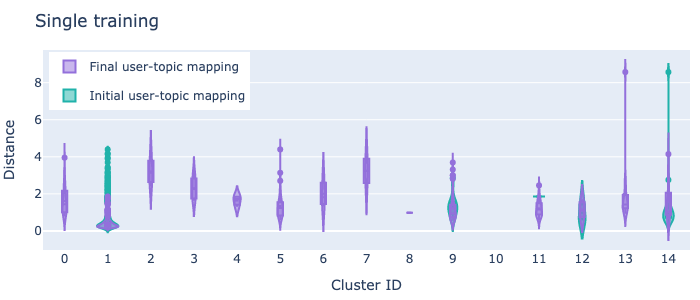 Single training
Final user-topic mapping
Initial user-topic mapping
Distance
8
6
4
2
0
0 1 2 3 4 5 6 7 8 9 10 11 12 13 14
Cluster ID